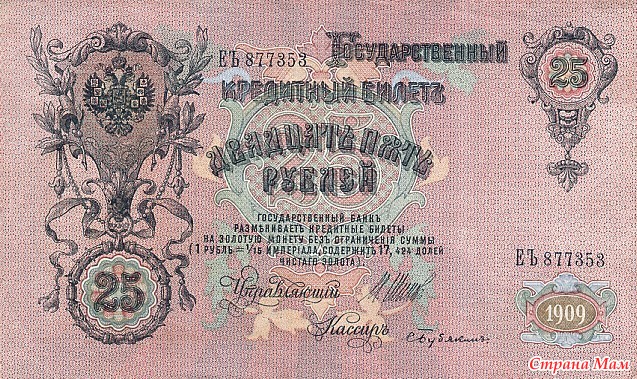 ГОСУДАРСТВЕННЫЙ
25
ЕЪ 877353
КРЕДИТНЫЙ БИЛЕТЪ
25
ДВАДЦАТЬ ПЯТЬ
РУБЛЕЙ
ГОСУДАРСТВЕННЫЙ БАНКЪ
РАЗМѢНИВАЕТЪ КРЕДИТНЫЕ БИЛЕТЫ
НА ЗОЛОТУЮ МОНЕТУ БЕЗЪ ОГРАНИЧЕНІЯ СУММЫ
(1 РУБЛЬ = 1/15 ИМПЕРІАЛА, СОДЕРЖИТЪ 17,424 ДОЛЕЙ
ЧИСТАГО ЗОЛОТА).
ЕЪ 877353
25
Управляющій
Кассиръ
1909
Страна Мам